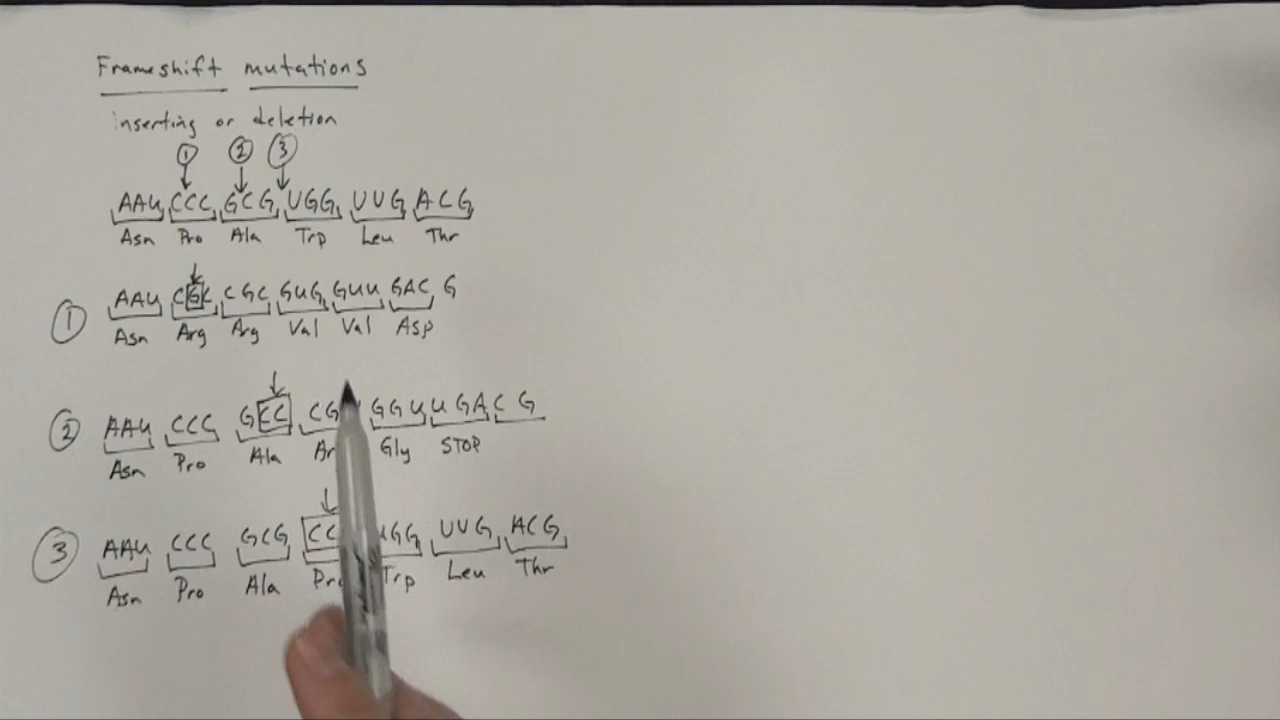 Frameshift mutations
inserting or deletion
1 2 3
AAU CCC GCG UGG UUG ACG
Asn Pro Ala Trp Leu Thr
1
AAU CGC CGC GUG GUU GAC G
Asn Arg Arg Val Val Asp
2
AAU CCC GCC CG GGU UGA CG
Asn Pro Ala Ar Gly STOP
3
AAU CCC GCG CC UGG UUG ACG
Asn Pro Ala Pro Trp Leu Thr